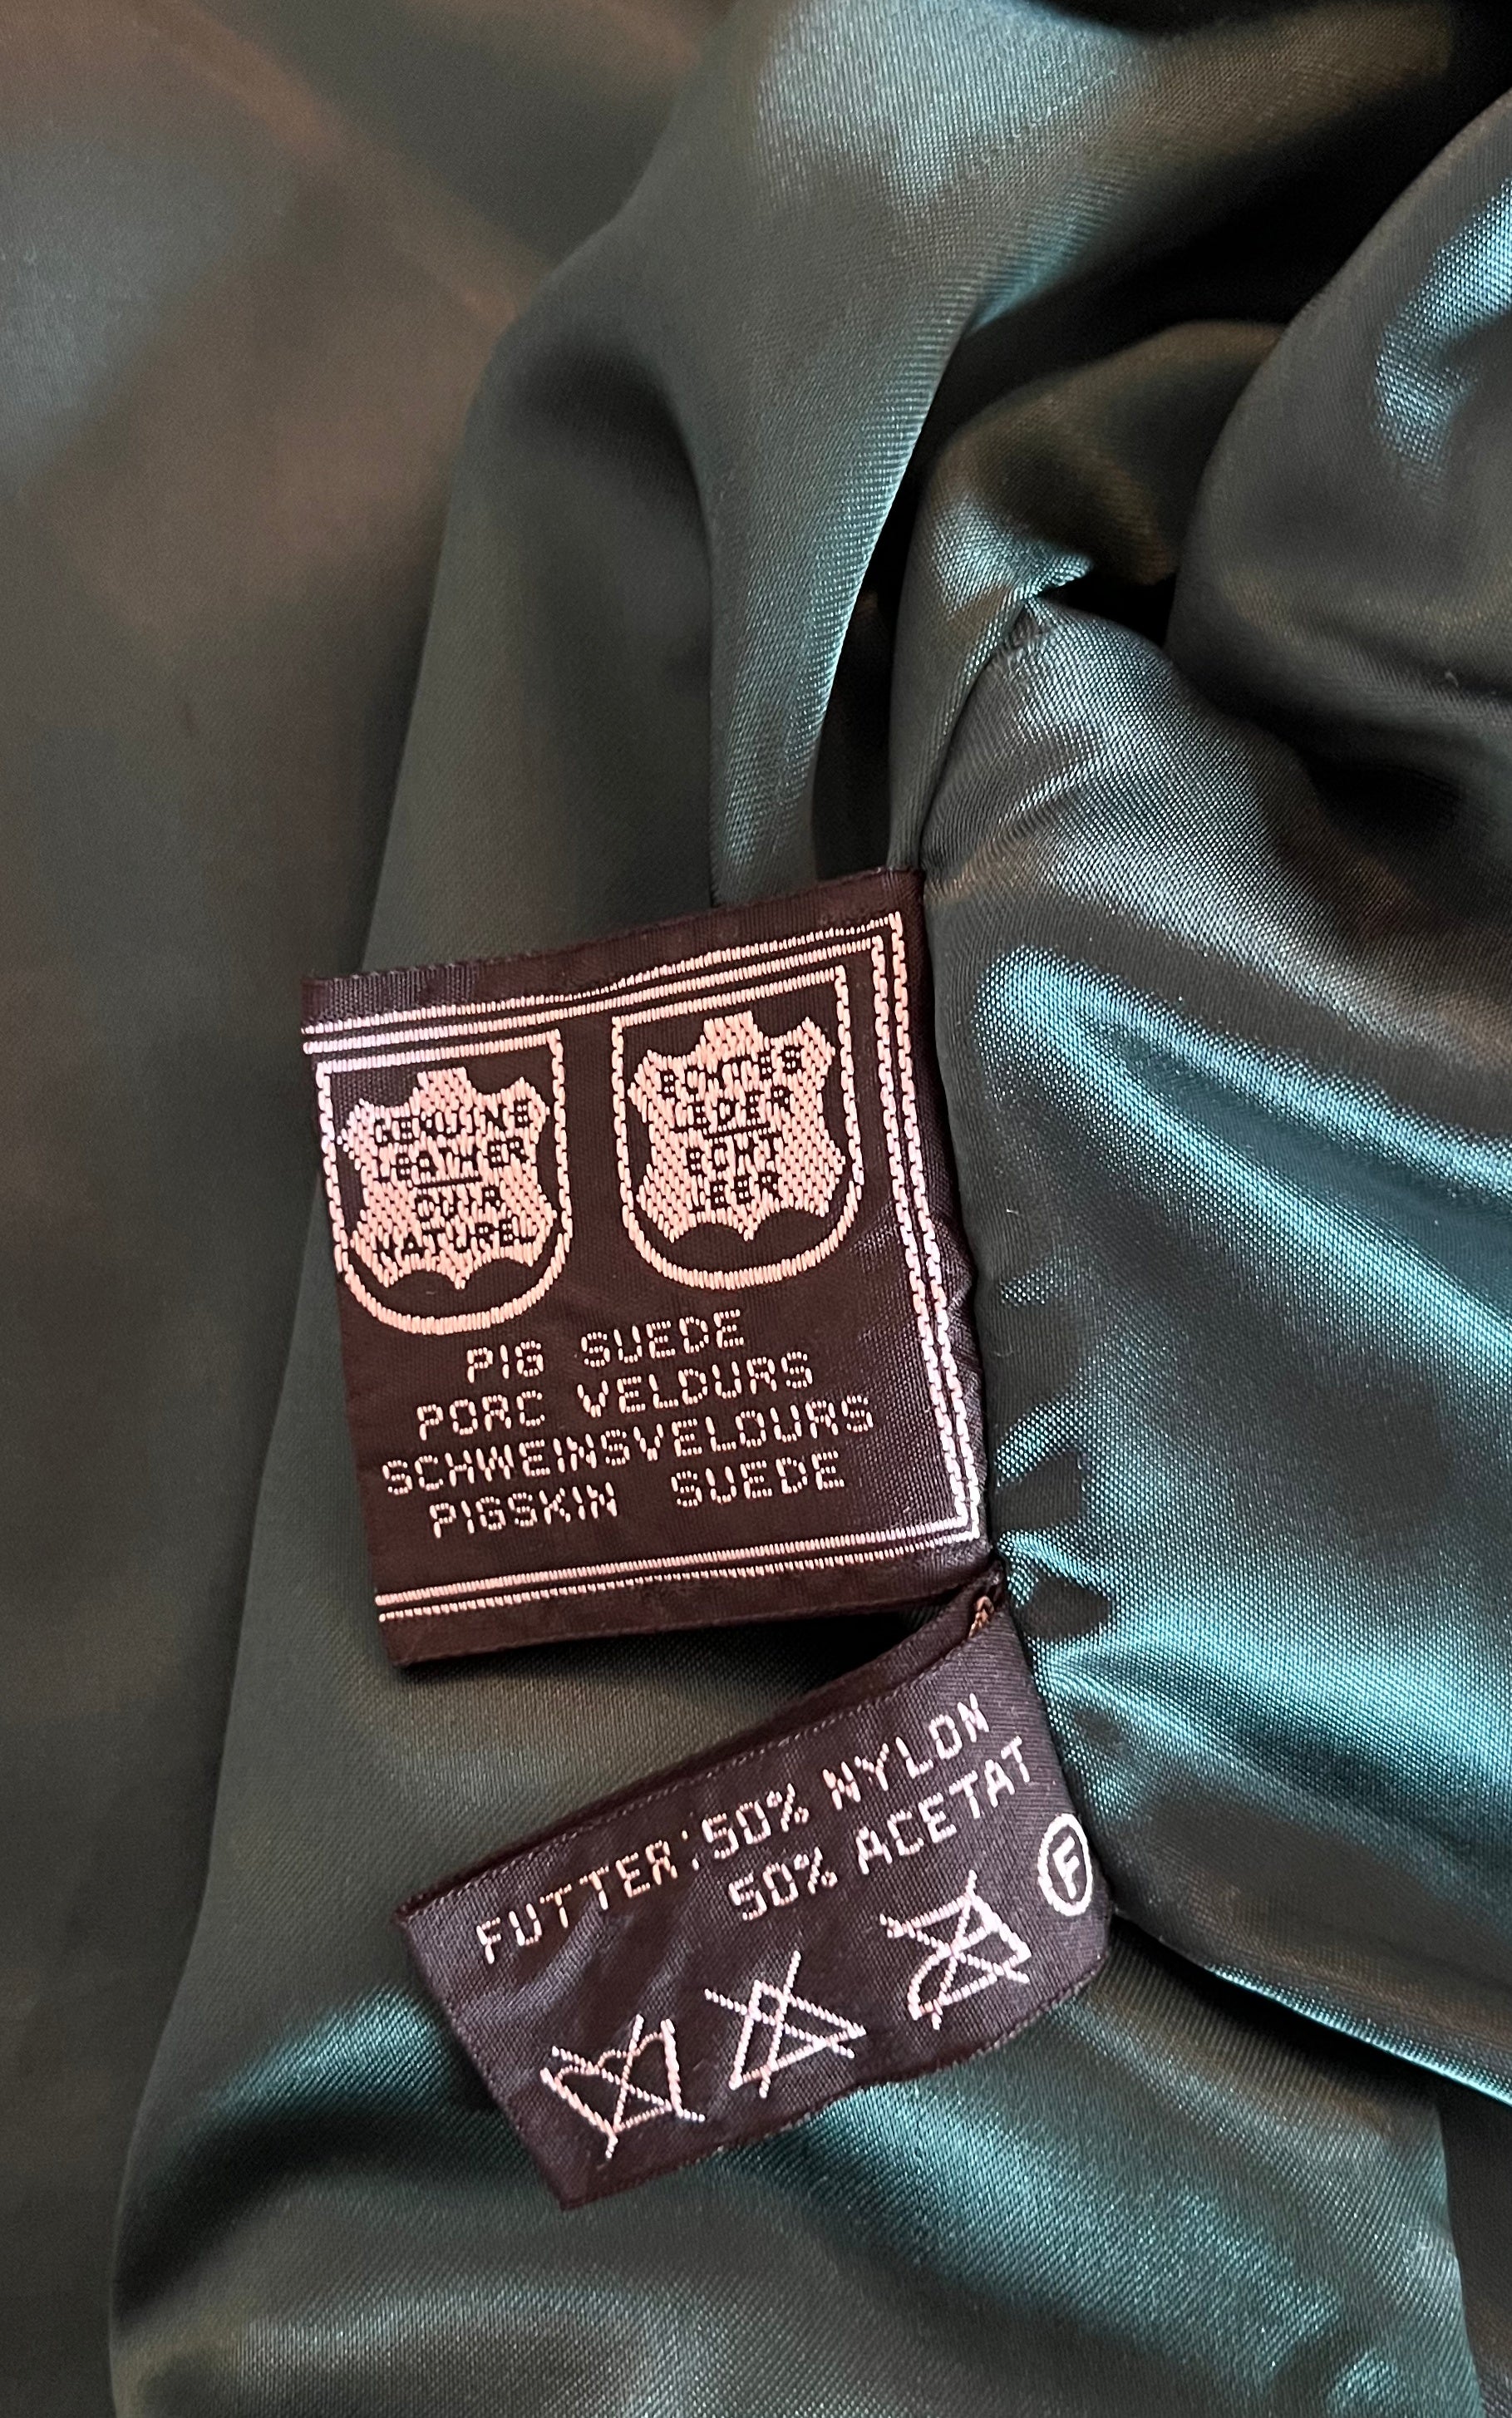 GENUINE
LEATHER
CUIR
NATUREL
ECHTES
LEDER
ECHT
LEER
PIG SUEDE
PORC VELOURS
SCHWEINSVELOURS
PIGSKIN SUEDE
FUTTER: 50% NYLON
50% ACETAT
F